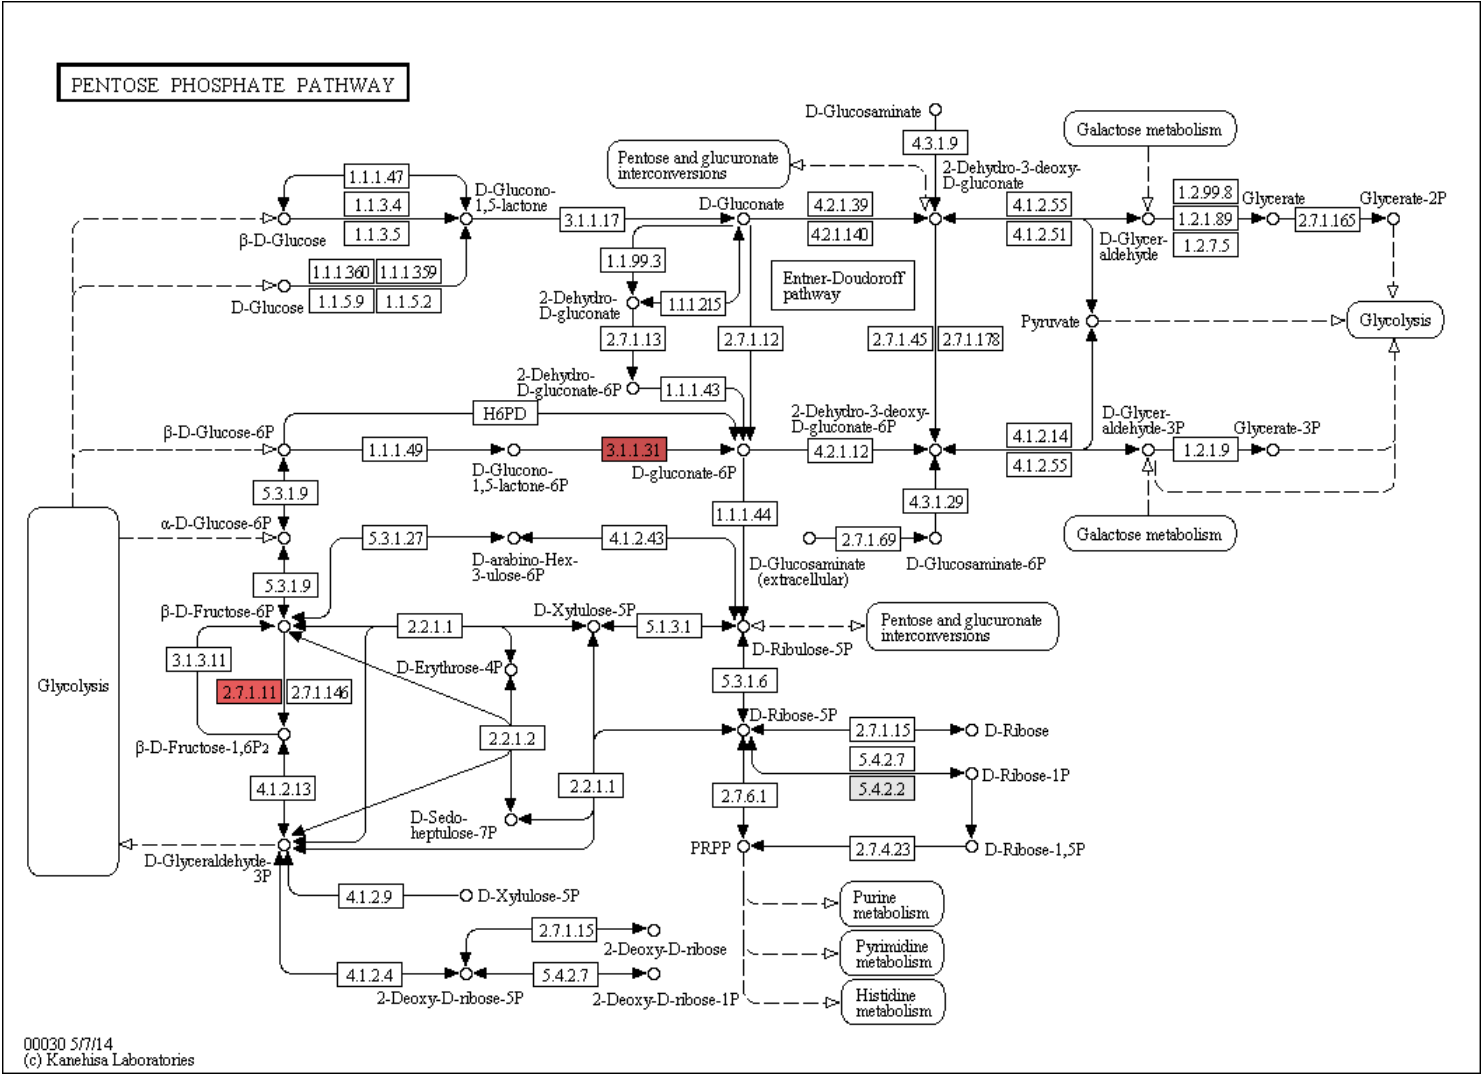 PENTOSE PHOSPHATE PATHWAY
D-Glucosaminate
4.3.1.9
Galactose metabolism
Pentose and glucuronate
interconversions
2-Dehydro-3-deoxy-
D-gluconate
1.1.1.47
1.1.3.4
1.1.3.5
β-D-Glucose
D-Glucono-
1,5-lactone
3.1.1.17
D-Gluconate
4.2.1.39
4.2.1.140
4.1.2.55
4.1.2.51
D-Glycer-
aldehyde
1.2.99.8
1.2.1.89
1.2.7.5
Glycerate
2.7.1.165
Glycerate-2P
1.1.1.360
1.1.1.359
1.1.5.9
1.1.5.2
D-Glucose
1.1.99.3
2-Dehydro-
D-gluconate
1.1.1.215
Entner-Doudoroff
pathway
2.7.1.13
2.7.1.12
2.7.1.45
2.7.1.178
Pyruvate
Glycolysis
2-Dehydro-
D-gluconate-6P
1.1.1.43
H6PD
β-D-Glucose-6P
1.1.1.49
D-Glucono-
1,5-lactone-6P
3.1.1.31
D-gluconate-6P
2-Dehydro-3-deoxy-
D-gluconate-6P
4.2.1.12
4.1.2.14
4.1.2.55
D-Glycer-
aldehyde-3P
1.2.1.9
Glycerate-3P
5.3.1.9
1.1.1.44
4.3.1.29
Galactose metabolism
α-D-Glucose-6P
5.3.1.27
D-arabino-Hex-
3-ulose-6P
4.1.2.43
D-Glucosaminate
(extracellular)
2.7.1.69
D-Glucosaminate-6P
5.3.1.9
β-D-Fructose-6P
2.2.1.1
D-Xylulose-5P
5.1.3.1
D-Ribulose-5P
Pentose and glucuronate
interconversions
3.1.3.11
D-Erythrose-4P
5.3.1.6
Glycolysis
2.7.1.11
2.7.1.146
2.2.1.2
D-Ribose-5P
2.7.1.15
D-Ribose
β-D-Fructose-1,6P2
5.4.2.7
5.4.2.2
D-Ribose-1P
4.1.2.13
2.2.1.1
2.7.6.1
D-Sedo-
heptulose-7P
PRPP
2.7.4.23
D-Ribose-1,5P
D-Glyceraldehyde-
3P
4.1.2.9
D-Xylulose-5P
Purine
metabolism
2.7.1.15
2-Deoxy-D-ribose
Pyrimidine
metabolism
4.1.2.4
2-Deoxy-D-ribose-5P
5.4.2.7
2-Deoxy-D-ribose-1P
Histidine
metabolism
00030 5/7/14
(c) Kanehisa Laboratories